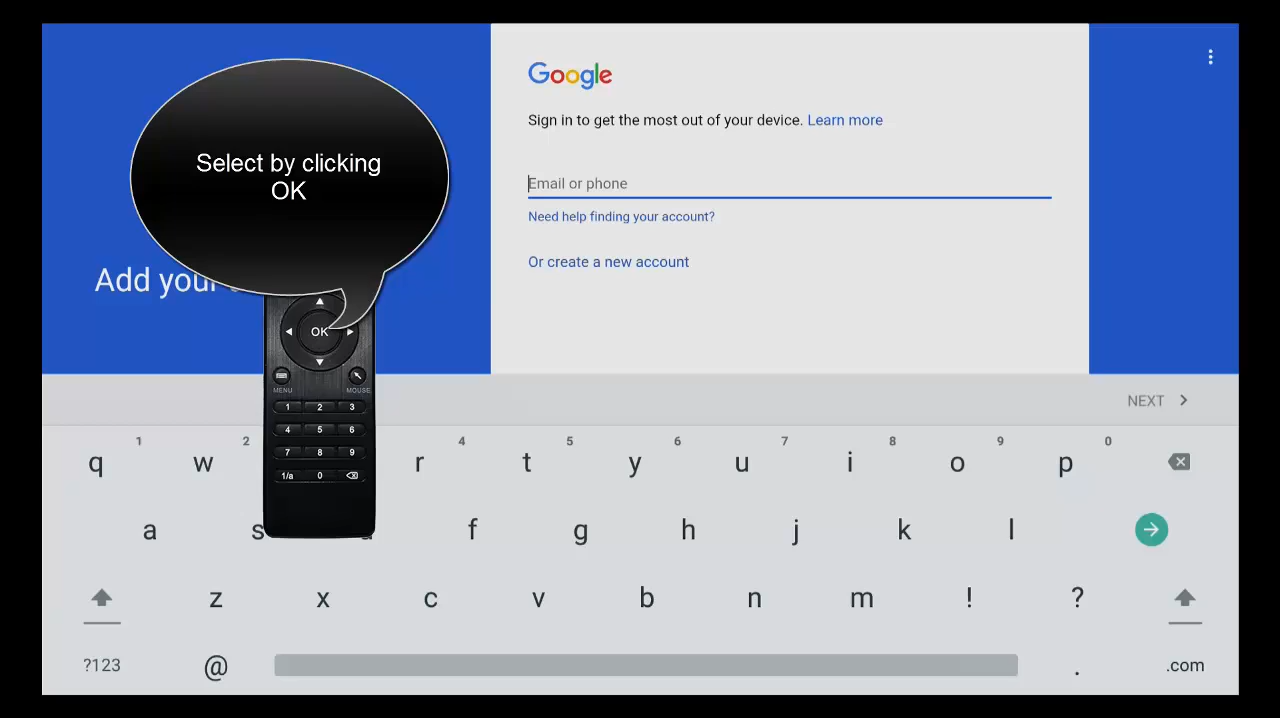 Google
Sign in to get the most out of your device. Learn more
Select by clicking
OK
Email or phone
Need help finding your account?
Or create a new account
Add your
OK
MENU MOUSE
1 2 3
4 5 6
7 8 9
1/a 0
NEXT
1 2 4 5 6 7 8 9 0
q w r t y u i o p
a s f g h j k l
z x c v b n m ! ?
?123 @ . .com